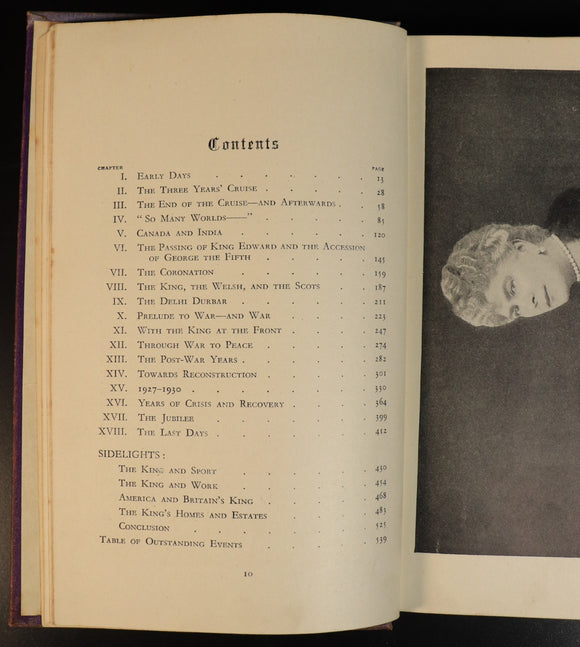 Contents
CHAPTER PAGE
I. EARLY DAYS . . . . . . 13
II. THE THREE YEARS' CRUISE . . . . . 28
III. THE END OF THE CRUISE—AND AFTERWARDS . . 58
IV. "SO MANY WORLDS——" . . . . . 85
V. CANADA AND INDIA . . . . . 120
VI. THE PASSING OF KING EDWARD AND THE ACCESSION
OF GEORGE THE FIFTH . . . . . 145
VII. THE CORONATION . . . . . 159
VIII. THE KING, THE WELSH, AND THE SCOTS . . 187
IX. THE DELHI DURBAR . . . . . 211
X. PRELUDE TO WAR—AND WAR . . . . 223
XI. WITH THE KING AT THE FRONT . . . . 247
XII. THROUGH WAR TO PEACE . . . . . 274
XIII. THE POST-WAR YEARS . . . . . . 282
XIV. TOWARDS RECONSTRUCTION . . . . . 301
XV. 1927–1930 . . . . . . . 330
XVI. YEARS OF CRISIS AND RECOVERY . . . . 364
XVII. THE JUBILEE . . . . . . 399
XVIII. THE LAST DAYS . . . . . . 412
SIDELIGHTS :
THE KING AND SPORT . . . . . 430
THE KING AND WORK . . . . . 454
AMERICA AND BRITAIN'S KING . . . . . 468
THE KING'S HOMES AND ESTATES . . . . 483
CONCLUSION . . . . . . . 525
TABLE OF OUTSTANDING EVENTS . . . . . 539
10